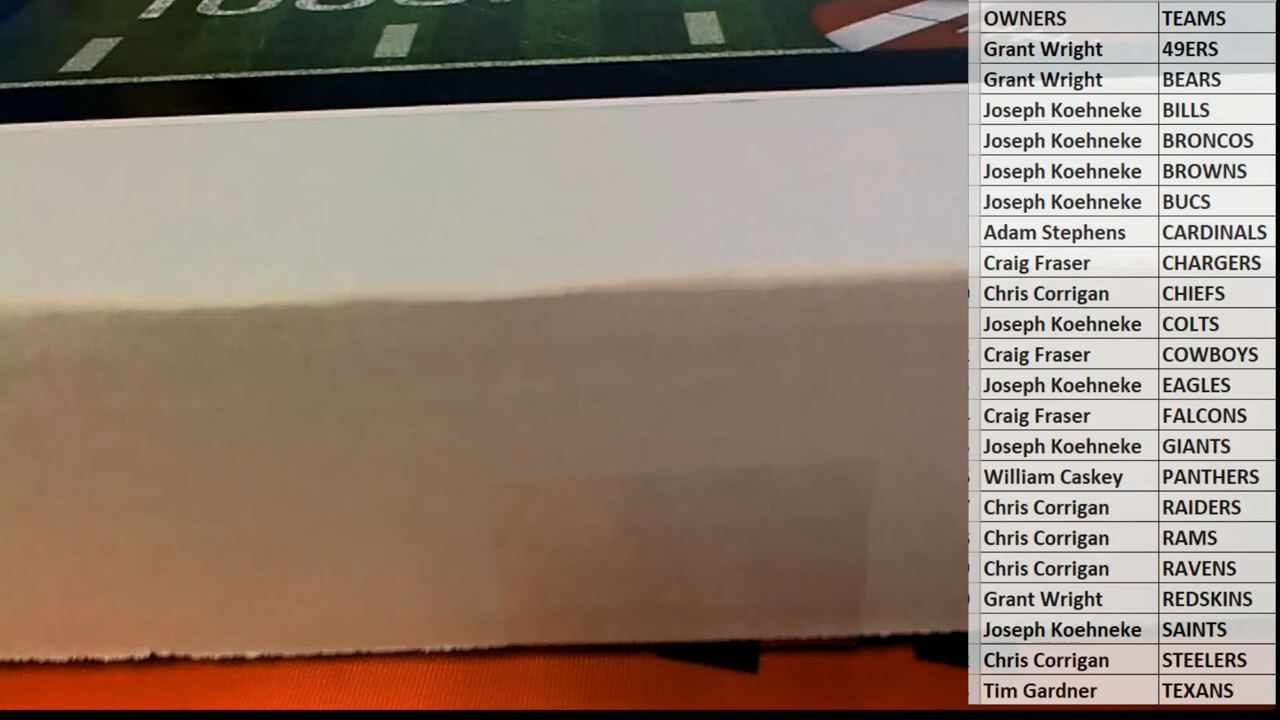 OWNERS TEAMS
Grant Wright 49ERS
Grant Wright BEARS
Joseph Koehneke BILLS
Joseph Koehneke BRONCOS
Joseph Koehneke BROWNS
Joseph Koehneke BUCS
Adam Stephens CARDINALS
Craig Fraser CHARGERS
Chris Corrigan CHIEFS
Joseph Koehneke COLTS
Craig Fraser COWBOYS
Joseph Koehneke EAGLES
Craig Fraser FALCONS
Joseph Koehneke GIANTS
William Caskey PANTHERS
Chris Corrigan RAIDERS
Chris Corrigan RAMS
Chris Corrigan RAVENS
Grant Wright REDSKINS
Joseph Koehneke SAINTS
Chris Corrigan STEELERS
Tim Gardner TEXANS